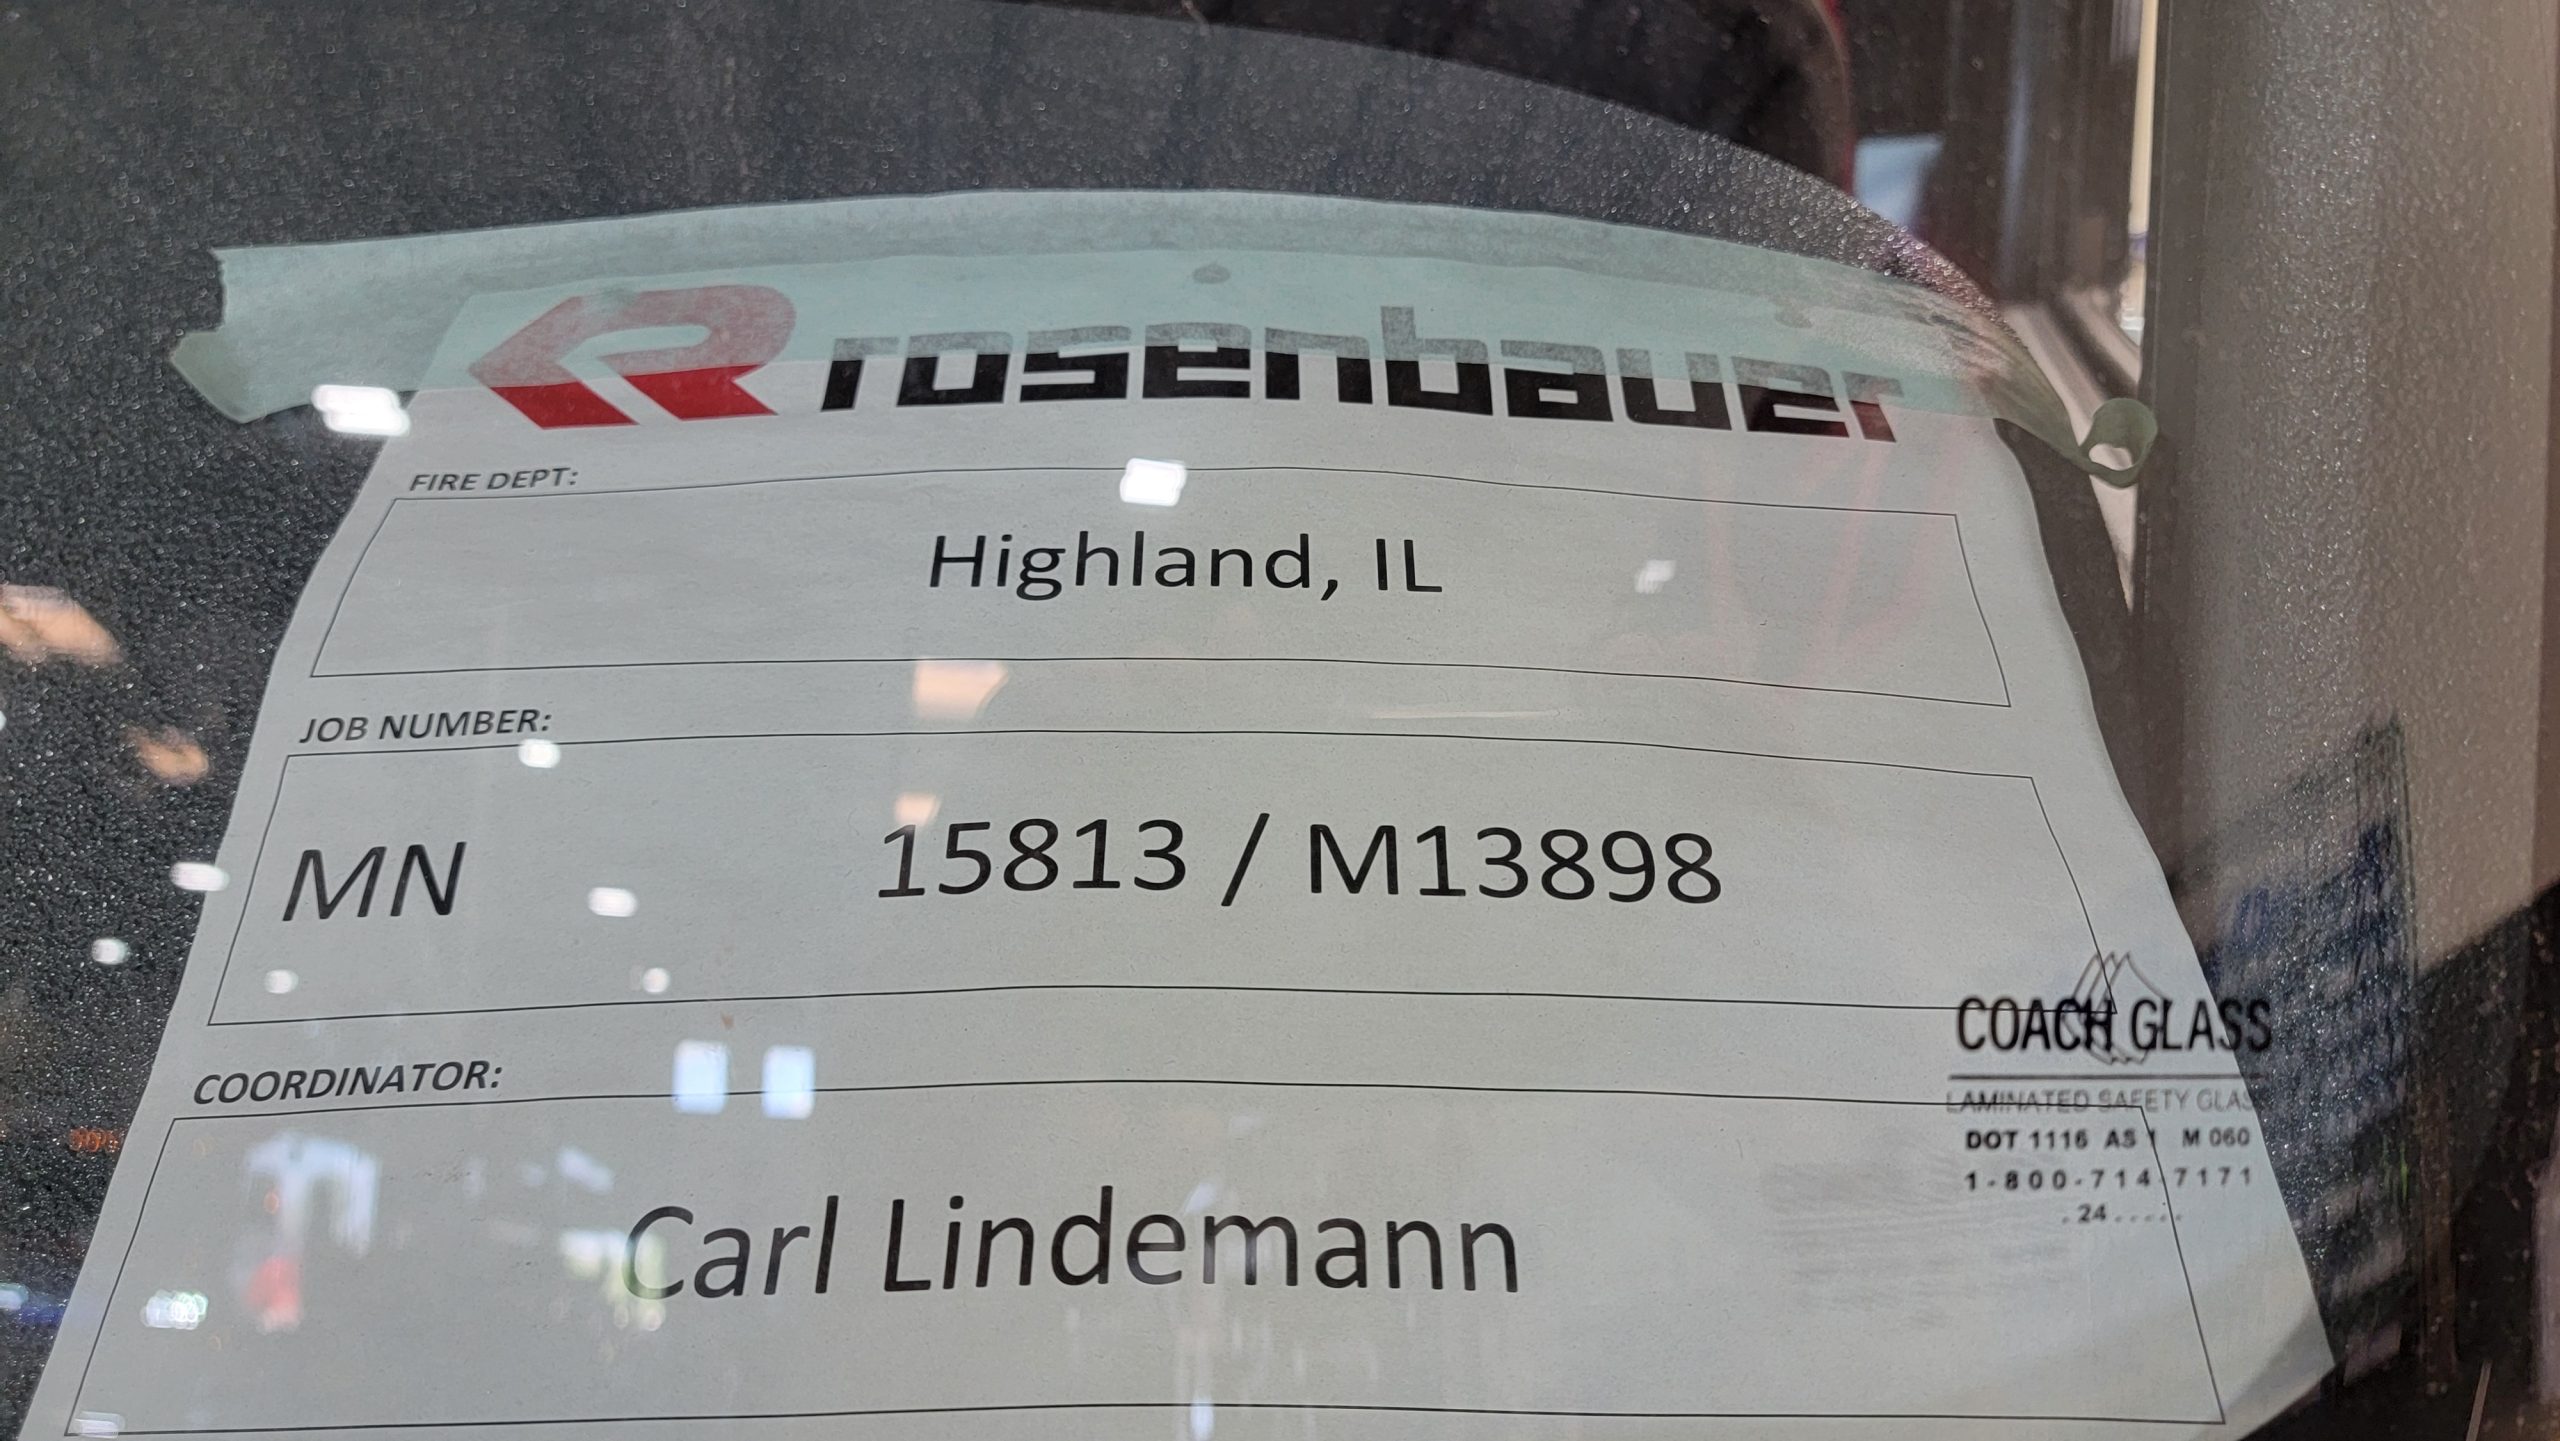 rosenbauer
FIRE DEPT:
Highland, IL
JOB NUMBER:
MN 15813 / M13898
COORDINATOR:
Carl Lindemann
COACH GLASS
LAMINATED SAFETY GLASS
DOT 1116 AS 1 M 060
1-800-714-7171
.24.....